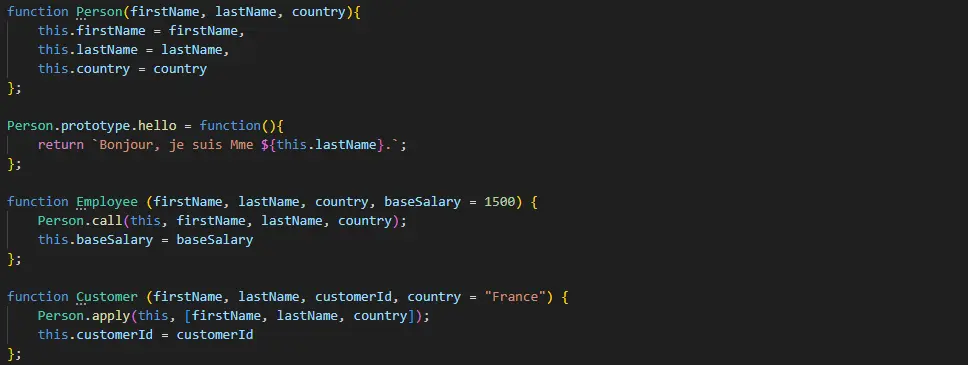 function Person(firstName, lastName, country){
    this.firstName = firstName,
    this.lastName = lastName,
    this.country = country
};

Person.prototype.hello = function(){
    return `Bonjour, je suis Mme ${this.lastName}.`;
};

function Employee (firstName, lastName, country, baseSalary = 1500) {
    Person.call(this, firstName, lastName, country);
    this.baseSalary = baseSalary
};

function Customer (firstName, lastName, customerId, country = "France") {
    Person.apply(this, [firstName, lastName, country]);
    this.customerId = customerId
};